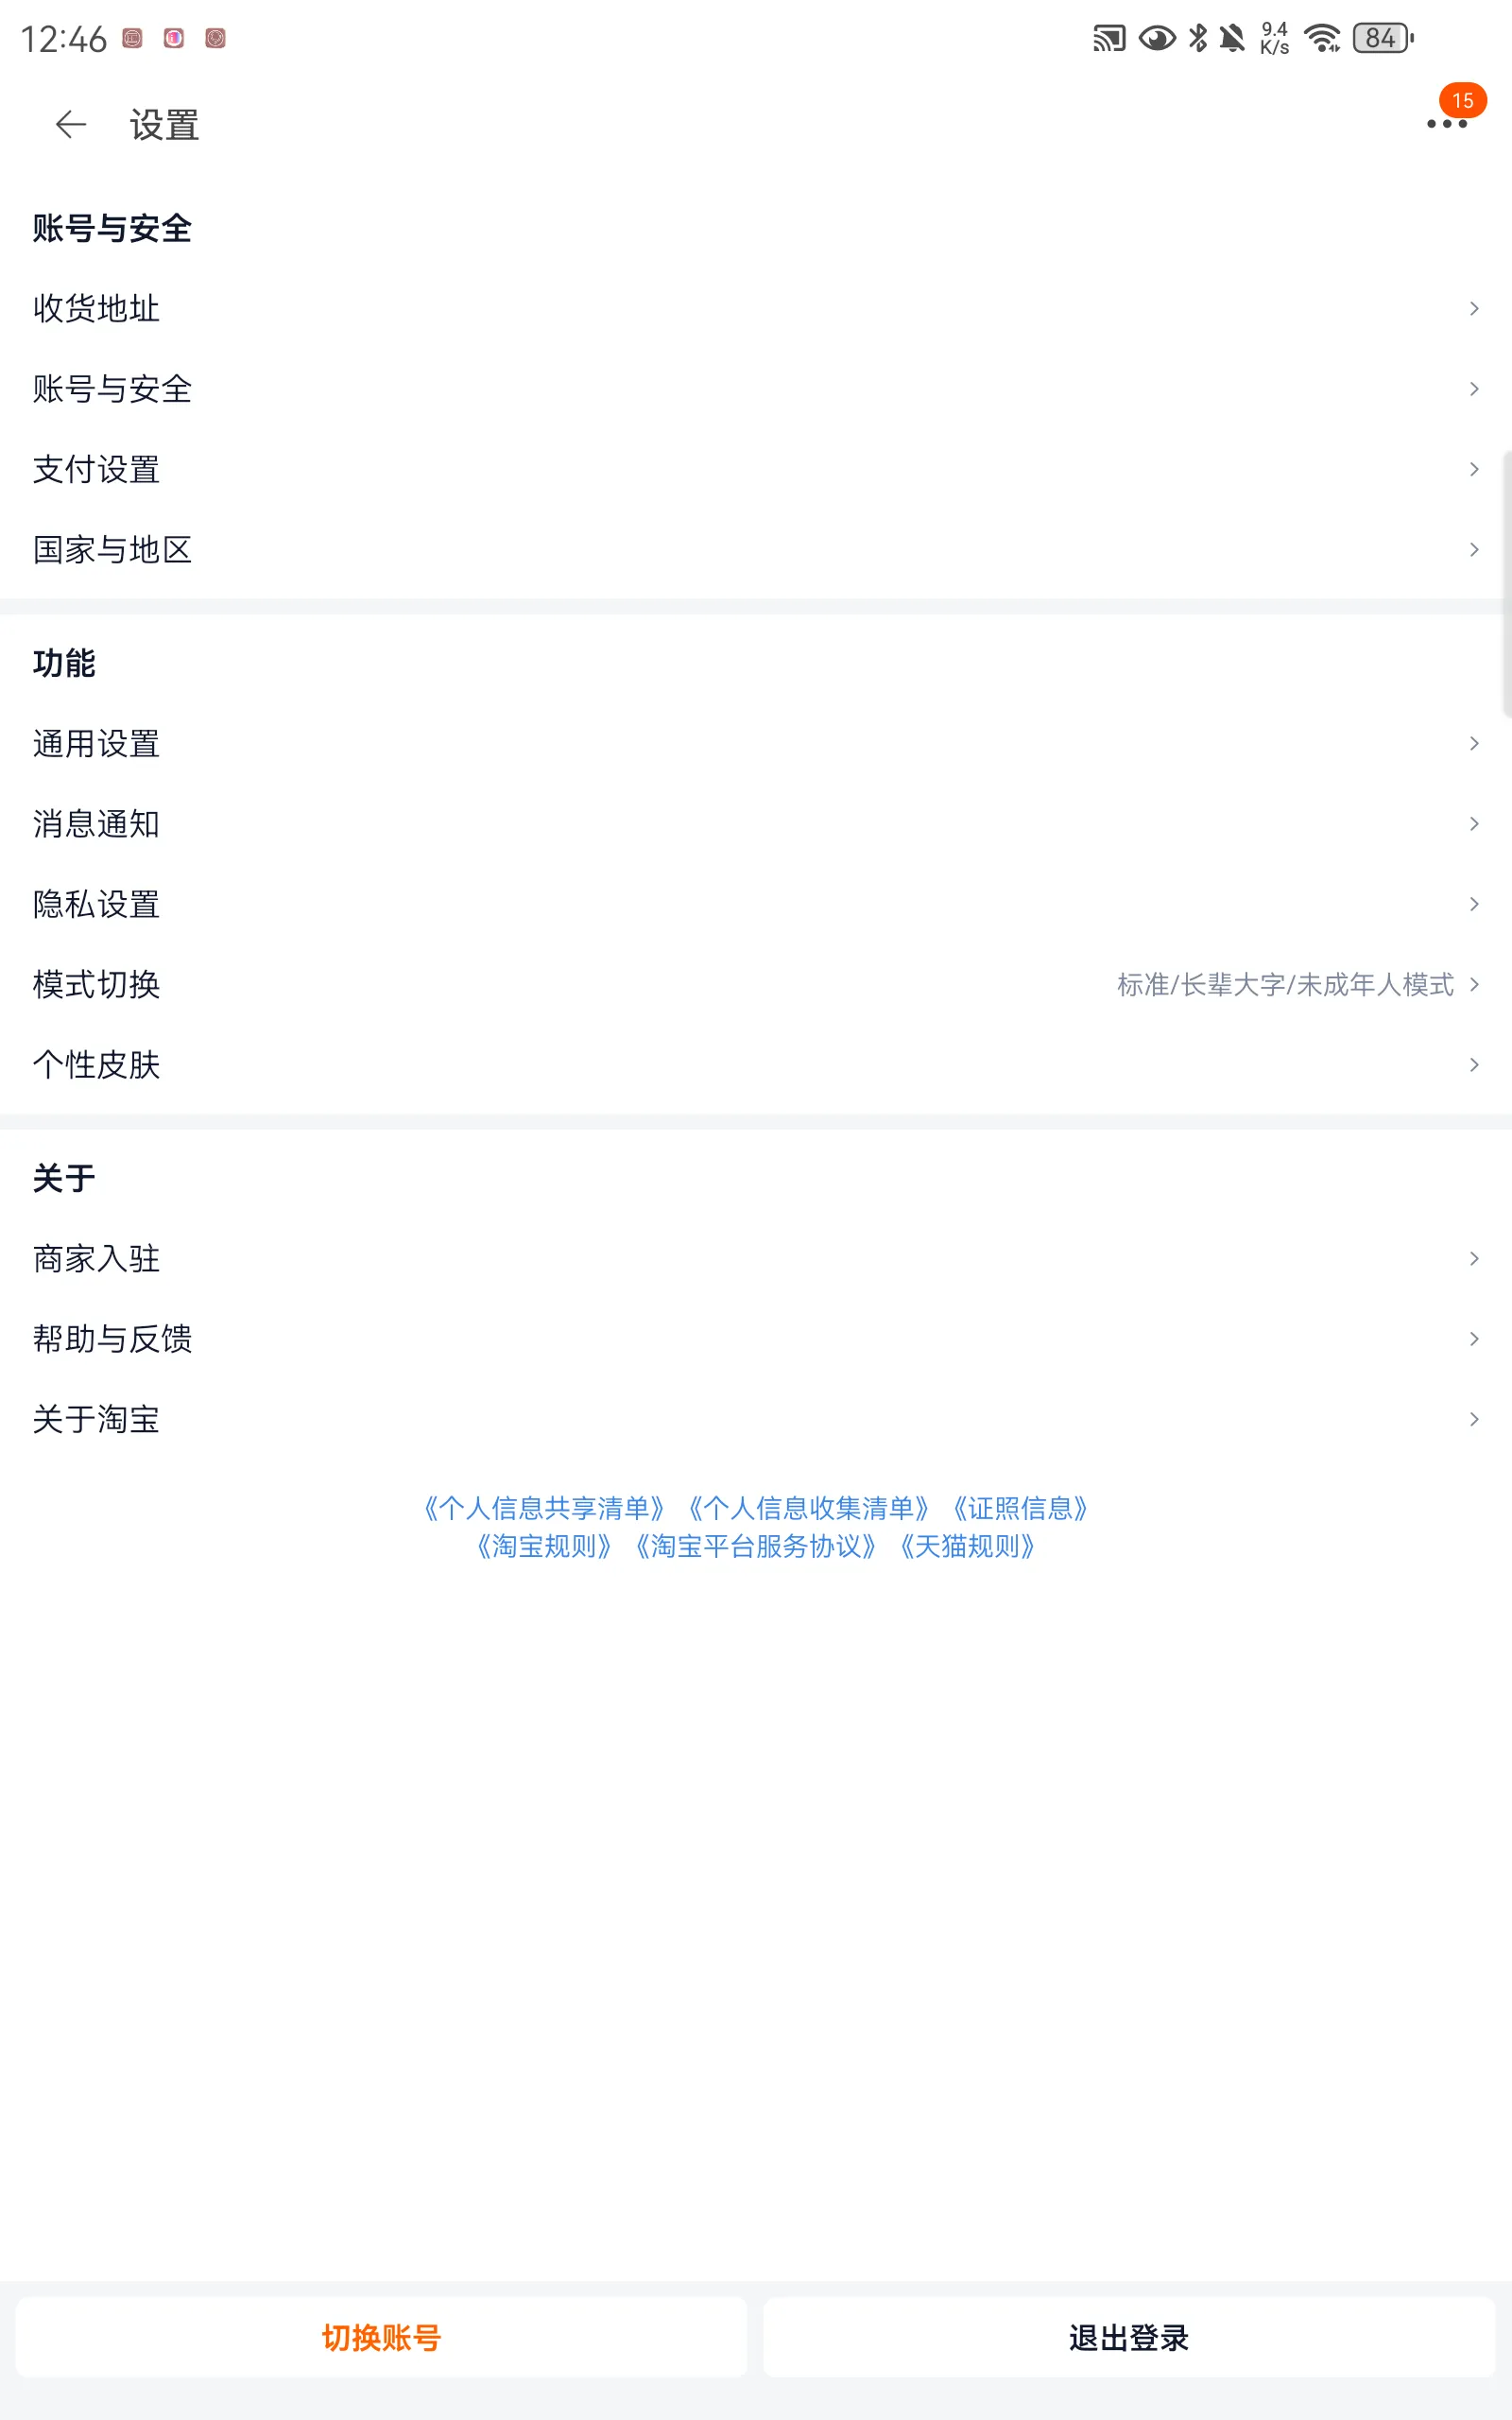 12:46
9.4
K/s
84
设置
15
账号与安全
收货地址
账号与安全
支付设置
国家与地区
功能
通用设置
消息通知
隐私设置
模式切换 标准/长辈大字/未成年人模式
个性皮肤
关于
商家入驻
帮助与反馈
关于淘宝
《个人信息共享清单》《个人信息收集清单》《证照信息》
《淘宝规则》《淘宝平台服务协议》《天猫规则》
切换账号 退出登录